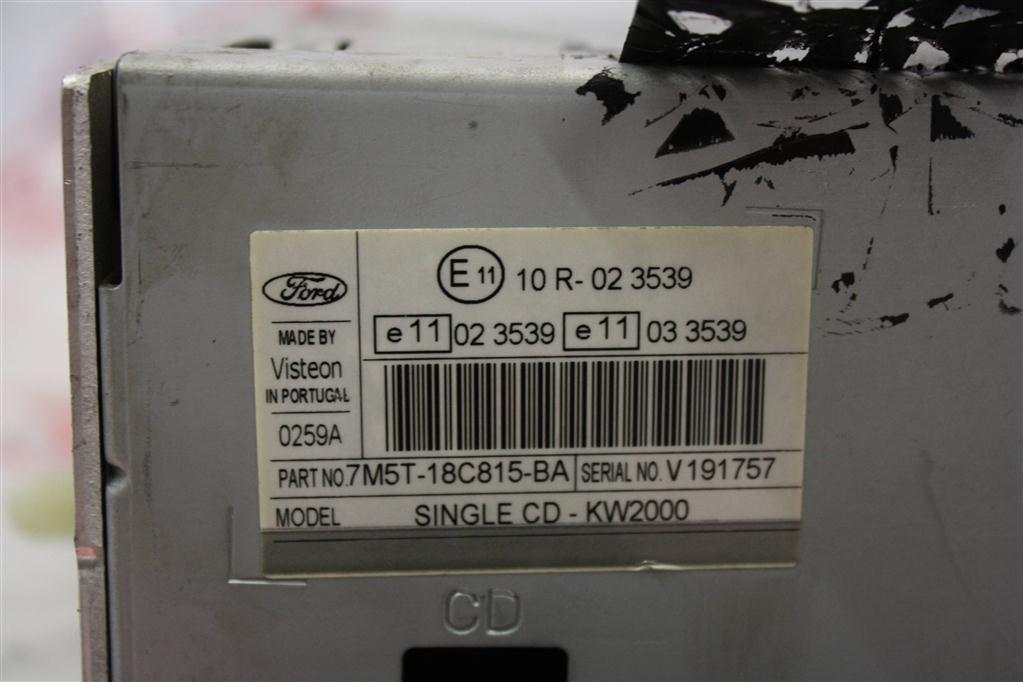 Ford
MADE BY
Visteon
IN PORTUGAL
0259A
E 11 10 R- 02 3539
e 11 02 3539 e 11 03 3539
PART NO. 7M5T-18C815-BA SERIAL NO. V 191757
MODEL SINGLE CD - KW2000
CD